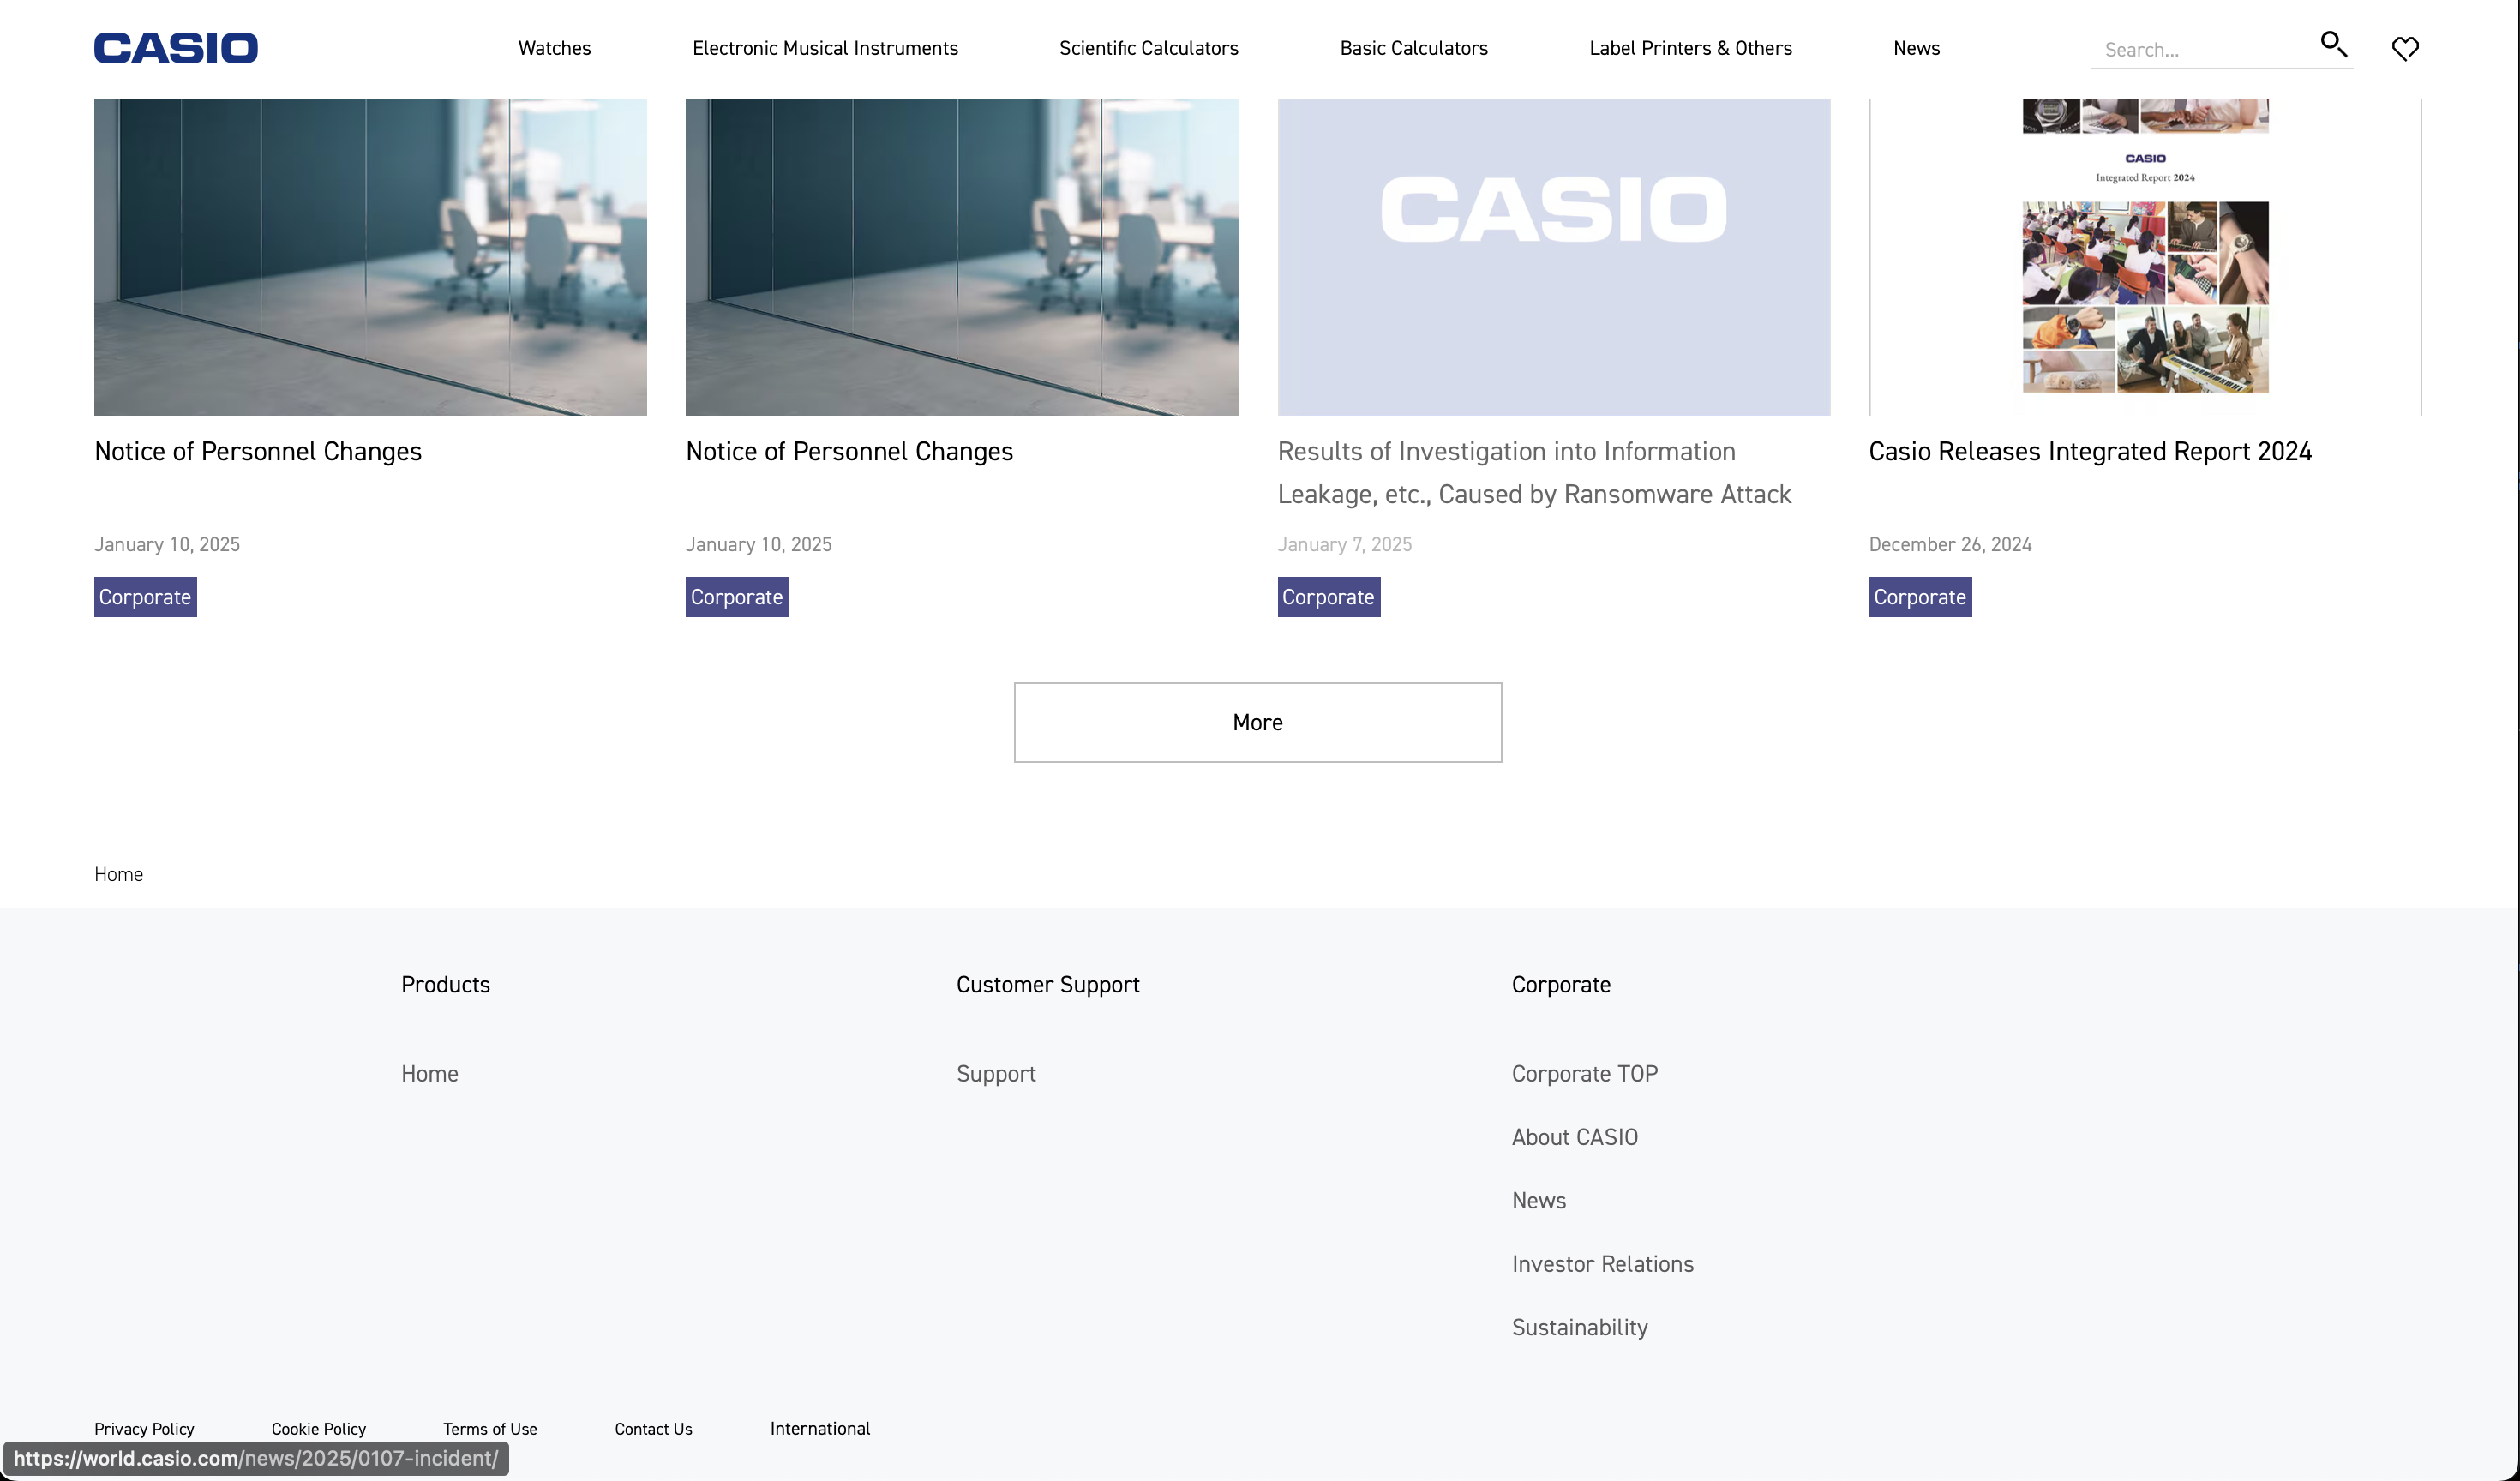 CASIO
Watches
Electronic Musical Instruments
Scientific Calculators
Basic Calculators
Label Printers & Others
News
Search...
CASIO
CASIO
Integrated Report 2024
Notice of Personnel Changes
January 10, 2025
Corporate
Notice of Personnel Changes
January 10, 2025
Corporate
Results of Investigation into Information
Leakage, etc., Caused by Ransomware Attack
January 7, 2025
Corporate
Casio Releases Integrated Report 2024
December 26, 2024
Corporate
More
Home
Products
Home
Customer Support
Support
Corporate
Corporate TOP
About CASIO
News
Investor Relations
Sustainability
Privacy Policy
Cookie Policy
Terms of Use
Contact Us
International
https://world.casio.com/news/2025/0107-incident/